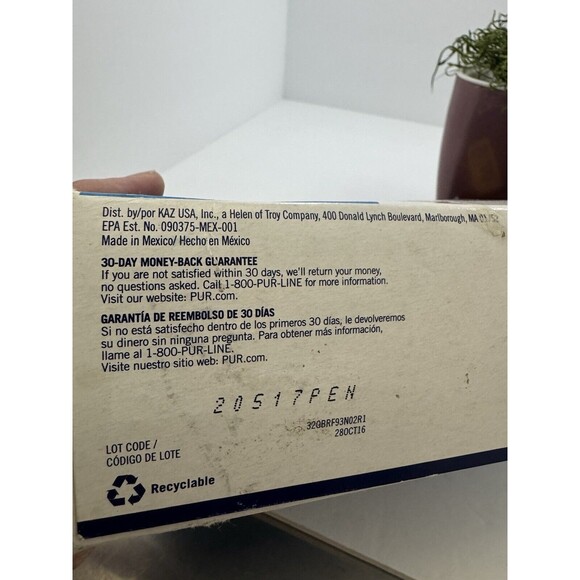 Dist. by/por KAZ USA, Inc., a Helen of Troy Company, 400 Donald Lynch Boulevard, Marlborough, MA
EPA Est. No. 090375-MEX-001
Made in Mexico/ Hecho en México
30-DAY MONEY-BACK GUARANTEE
If you are not satisfied within 30 days, we'll return your money,
no questions asked. Call 1-800-PUR-LINE for more information.
Visit our website: PUR.com.
GARANTÍA DE REEMBOLSO DE 30 DÍAS
Si no está satisfecho dentro de los primeros 30 días, le devolveremos
su dinero sin ninguna pregunta. Para obtener más información,
llame al 1-800-PUR-LINE.
Visite nuestro sitio web: PUR.com.
20517PEN
32QBRF93N02R1
28OCT16
LOT CODE/
CÓDIGO DE LOTE
Recyclable